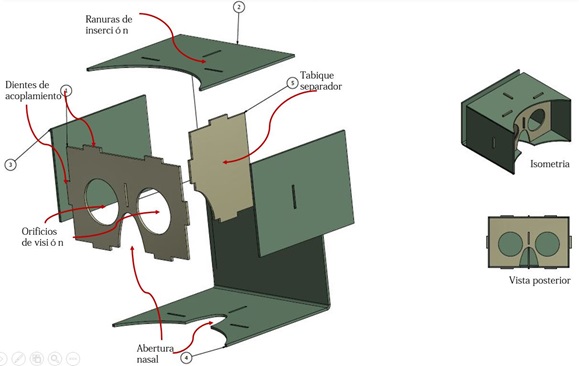 2
Ranuras de
inserci ó n
Tabique
separador
5
Dientes de
acoplamiento
1
3
Isometria
Orificios
de visi ó n
Vista posterior
Abertura
nasal
4